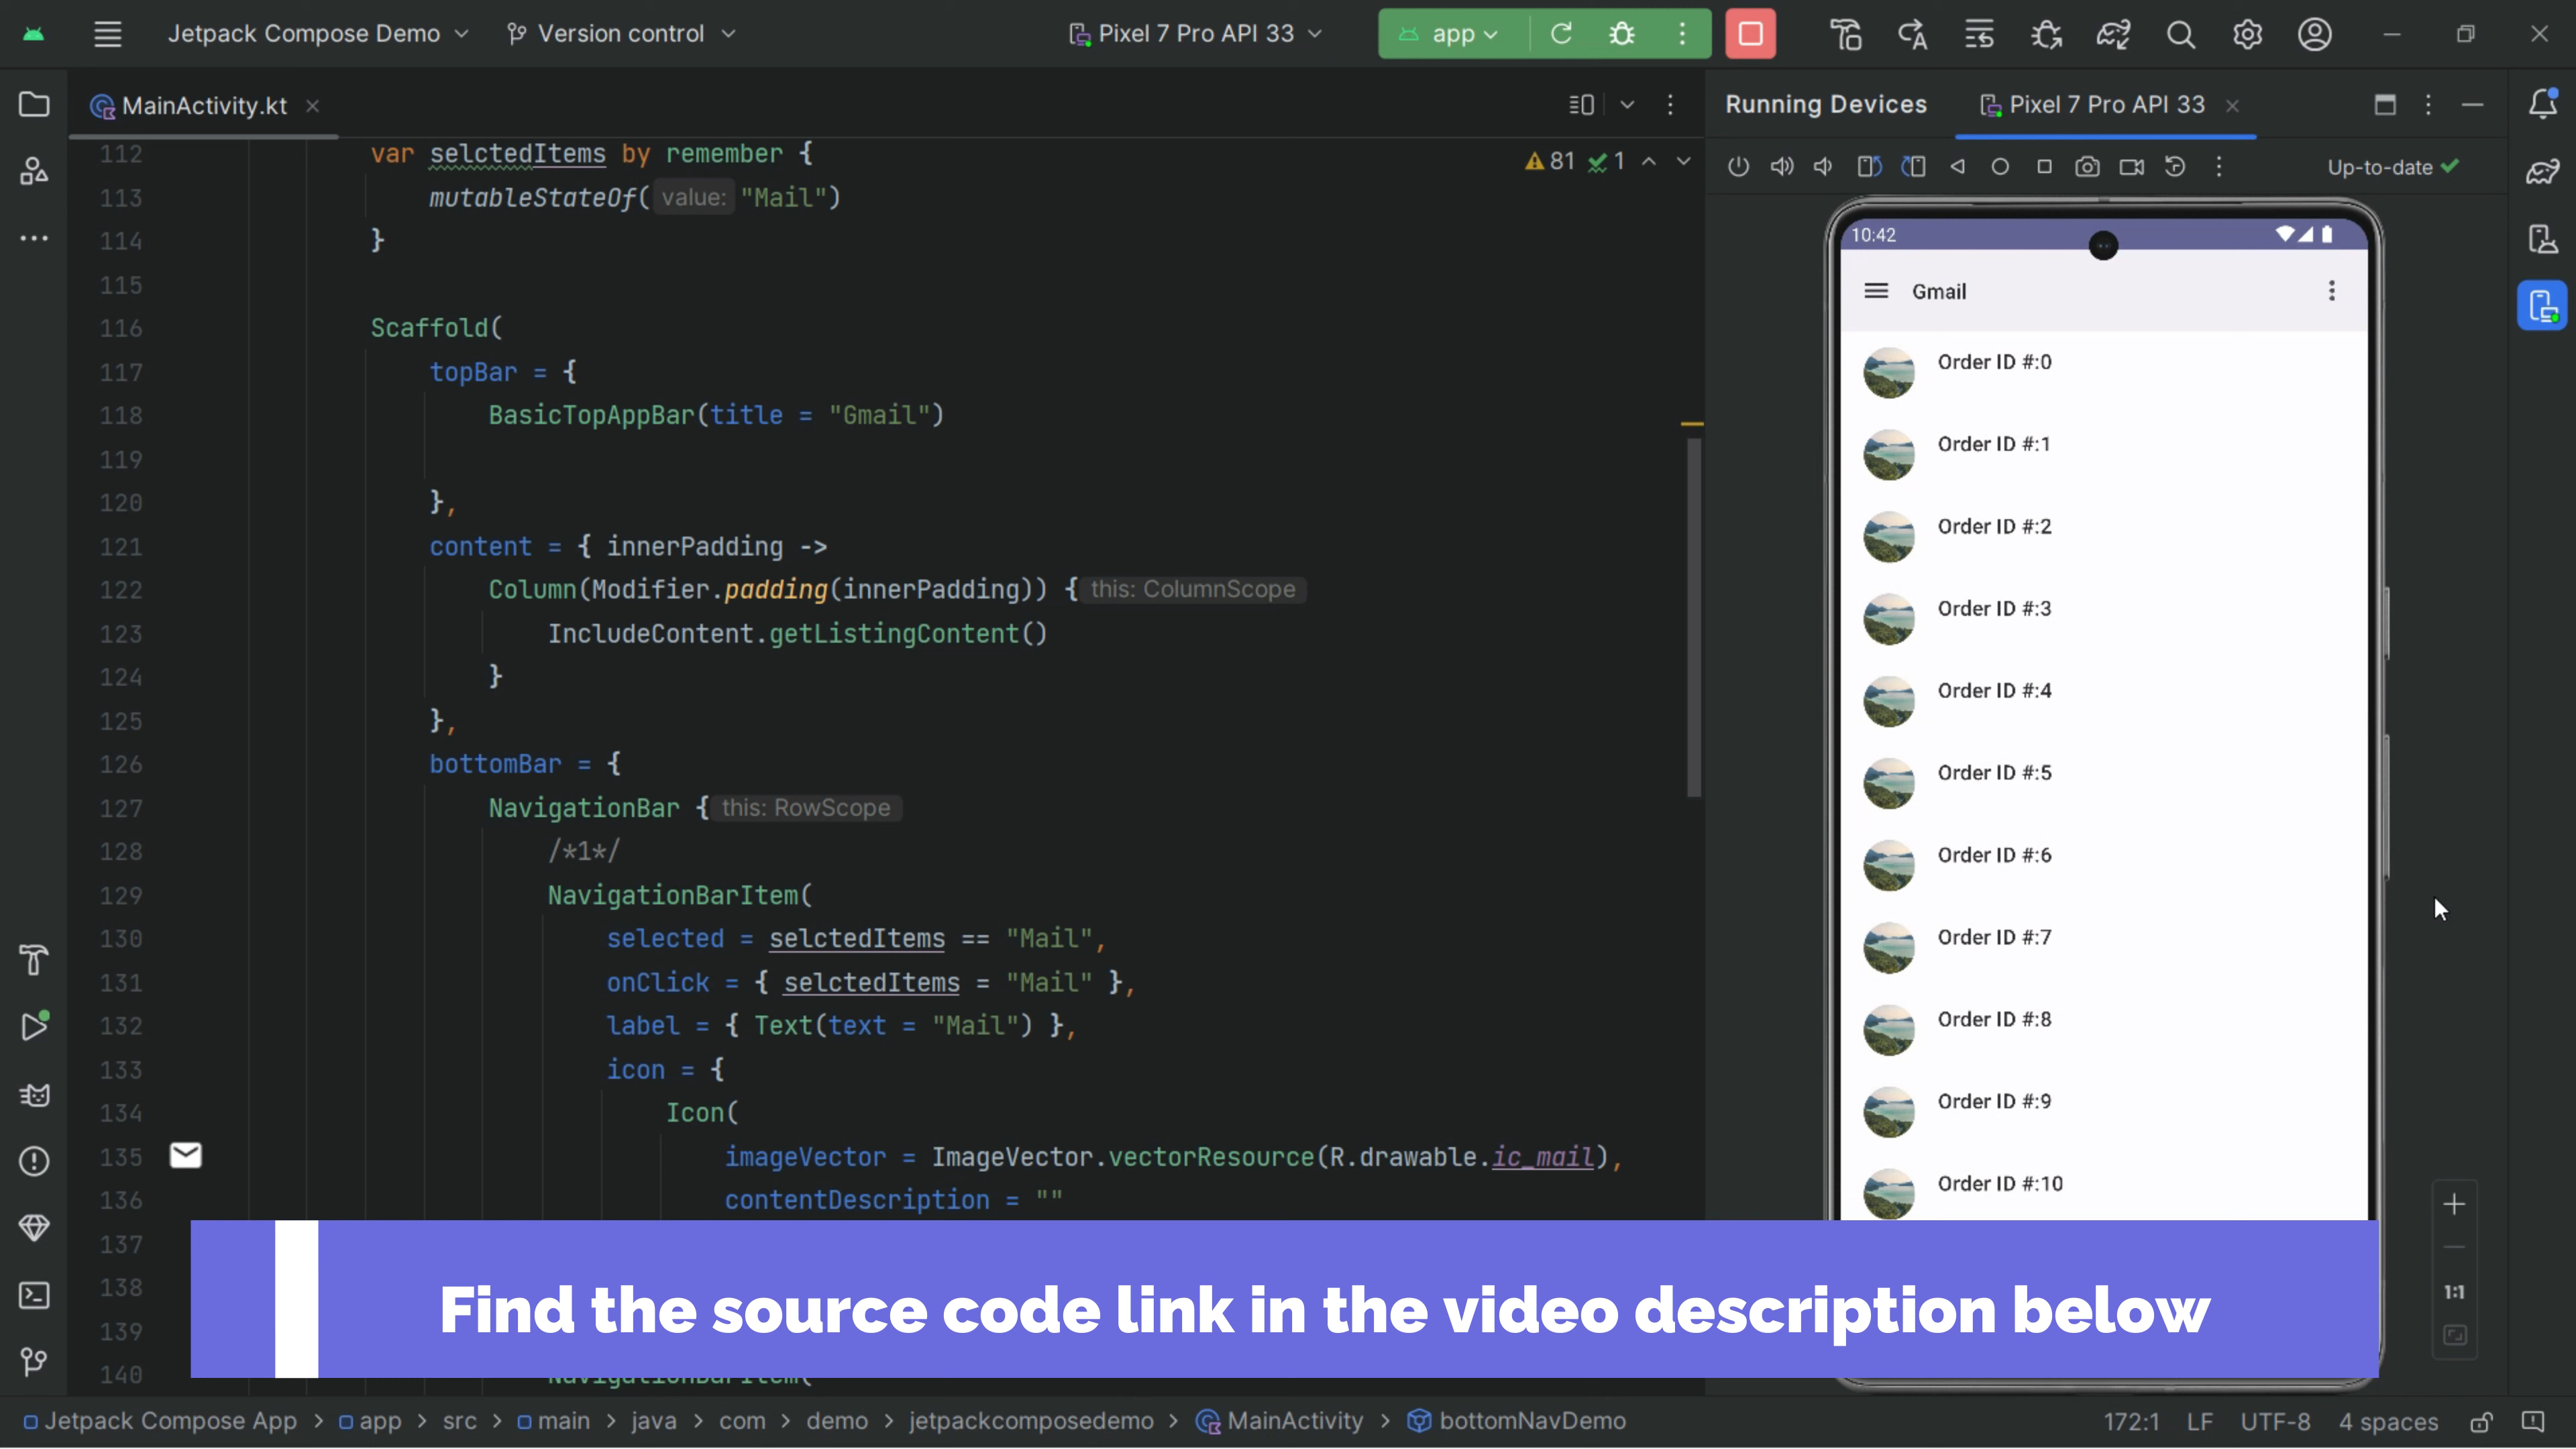 Jetpack Compose Demo
Version control
Pixel 7 Pro API 33
app
MainActivity.kt
Running Devices
Pixel 7 Pro API 33
81 1
Up-to-date
112 var selctedItems by remember {
113 mutableStateOf( value: "Mail")
114 }
115
116 Scaffold(
117 topBar = {
118 BasicTopAppBar(title = "Gmail")
119
120 },
121 content = { innerPadding ->
122 Column(Modifier.padding(innerPadding)) { this: ColumnScope
123 IncludeContent.getListingContent()
124 }
125 },
126 bottomBar = {
127 NavigationBar { this: RowScope
128 /*1*/
129 NavigationBarItem(
130 selected = selctedItems == "Mail",
131 onClick = { selctedItems = "Mail" },
132 label = { Text(text = "Mail") },
133 icon = {
134 Icon(
135 imageVector = ImageVector.vectorResource(R.drawable.ic_mail),
136 contentDescription = ""
137
138
139
140 NavigationBarItem(
10:42
Gmail
Order ID #:0
Order ID #:1
Order ID #:2
Order ID #:3
Order ID #:4
Order ID #:5
Order ID #:6
Order ID #:7
Order ID #:8
Order ID #:9
Order ID #:10
1:1
Find the source code link in the video description below
Jetpack Compose App > app > src > main > java > com > demo > jetpackcomposedemo > MainActivity > bottomNavDemo
172:1 LF UTF-8 4 spaces